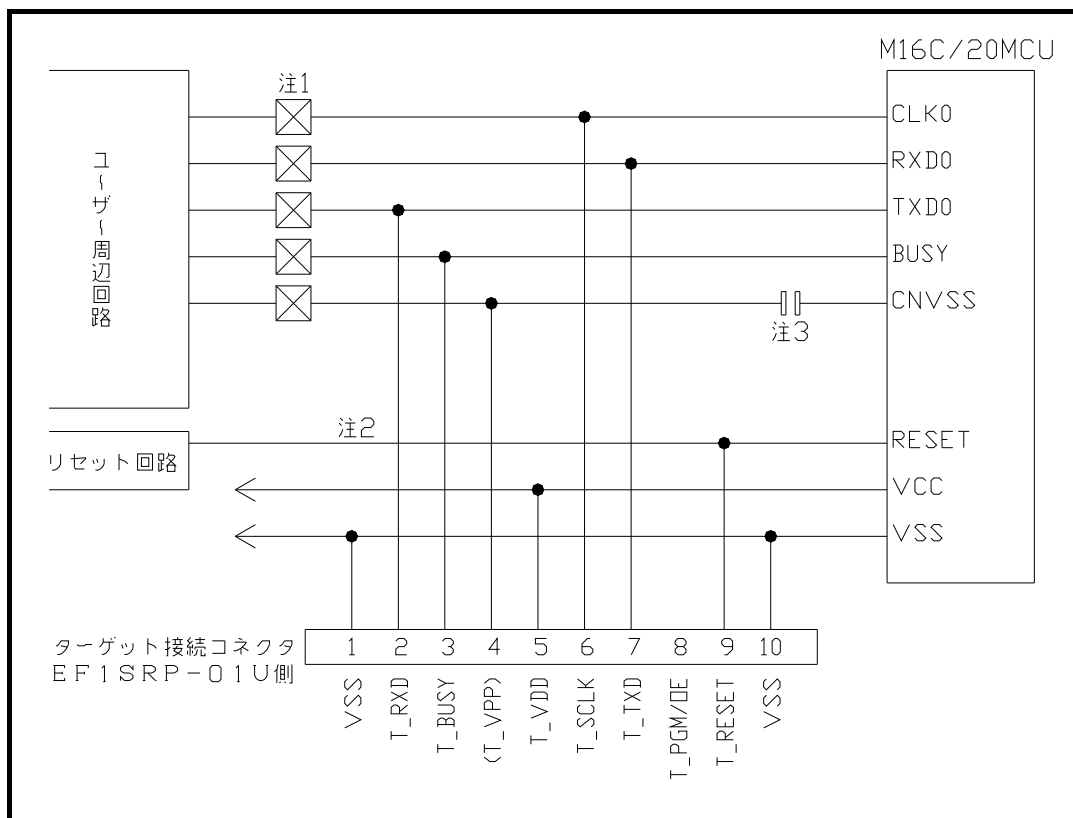 M16C/20MCU
注1
CLK0
RXD0
TXD0
BUSY
CNVSS
注3
ユーザー周辺回路
注2
RESET
リセット回路
VCC
VSS
ターゲット接続コネクタ
EF1SRP-01U側
1 2 3 4 5 6 7 8 9 10
VSS
T_RXD
T_BUSY
(T_VPP)
T_VDD
T_SCLK
T_TXD
T_PGM/OE
T_RESET
VSS